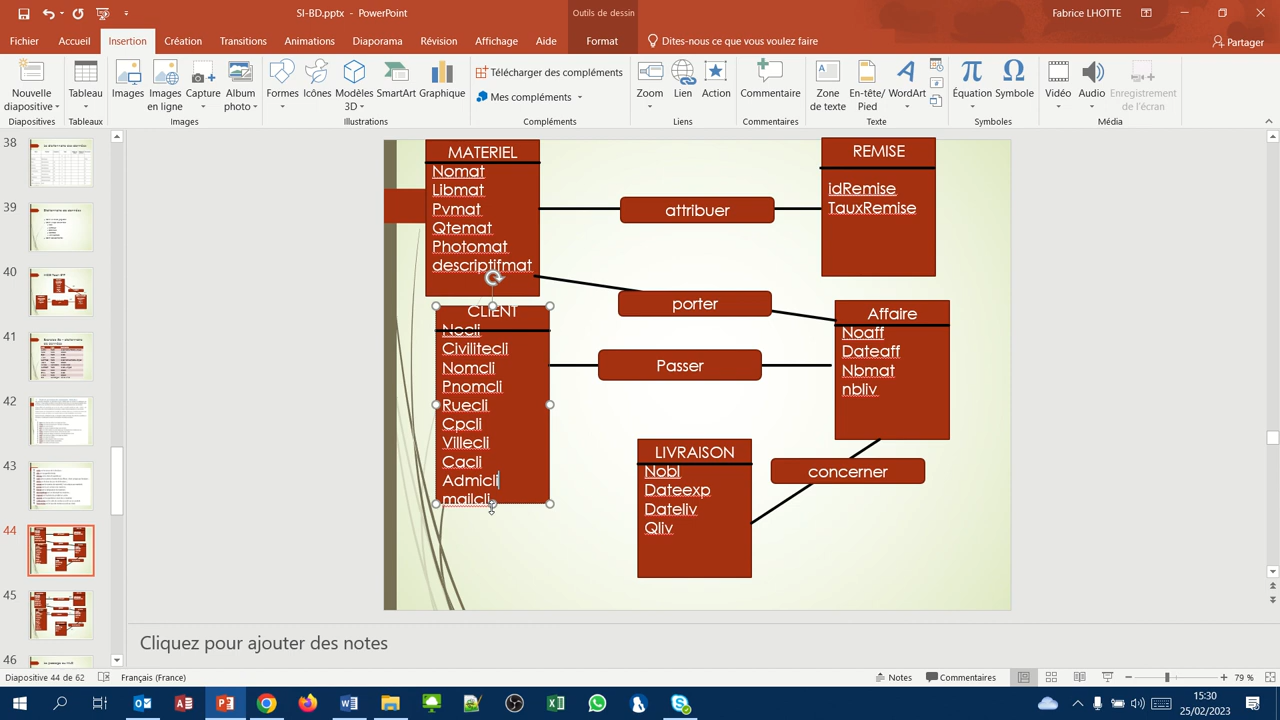 SI-BD.pptx - PowerPoint
Outils de dessin
Fabrice LHOTTE
Fichier
Accueil
Insertion
Création
Transitions
Animations
Diaporama
Révision
Affichage
Aide
Format
Dites-nous ce que vous voulez faire
Partager
Nouvelle diapositive
Tableau
Images
Images en ligne
Capture
Album photo
Formes
Icônes
Modèles 3D
SmartArt
Graphique
Télécharger des compléments
Mes compléments
Zoom
Lien
Action
Commentaire
Zone de texte
En-tête/ Pied
WordArt
Équation
Symbole
Vidéo
Audio
Enregistrement de l'écran
Diapositives
Tableaux
Images
Illustrations
Compléments
Liens
Commentaires
Texte
Symboles
Média
38
39
40
41
42
43
44
45
46
MATERIEL
Nomat
Libmat
Pvmat
Qtemat
Photomat
descriptifmat
attribuer
REMISE
idRemise
TauxRemise
porter
CLIENT
Nocli
Civilitecli
Nomcli
Pnomcli
Ruecli
Cpcli
Villecli
Cacli
Admicli
mailcli
Passer
Affaire
Noaff
Dateaff
Nbmat
nbliv
LIVRAISON
Nobl
Dateexp
Dateliv
Qliv
concerner
Cliquez pour ajouter des notes
Diapositive 44 de 62
Français (France)
Notes
Commentaires
79 %
15:30
25/02/2023